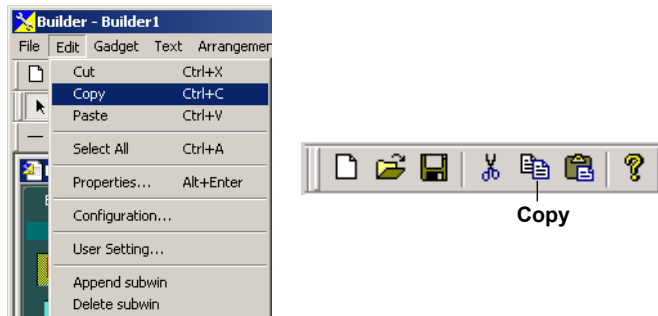 Builder - Builder1
File Edit Gadget Text Arrangemen
Cut Ctrl+X
Copy Ctrl+C
Paste Ctrl+V
Select All Ctrl+A
Properties... Alt+Enter
Configuration...
User Setting...
Append subwin
Delete subwin
Copy